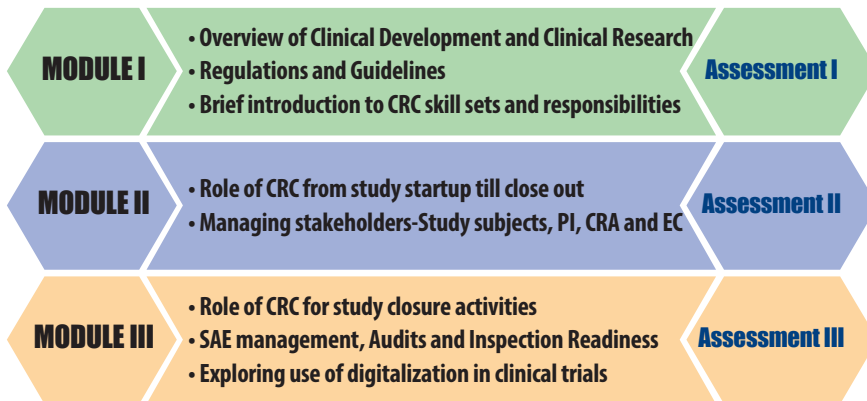 MODULE I
• Overview of Clinical Development and Clinical Research
• Regulations and Guidelines
• Brief introduction to CRC skill sets and responsibilities
Assessment I
MODULE II
• Role of CRC from study startup till close out
• Managing stakeholders-Study subjects, PI, CRA and EC
Assessment II
MODULE III
• Role of CRC for study closure activities
• SAE management, Audits and Inspection Readiness
• Exploring use of digitalization in clinical trials
Assessment III